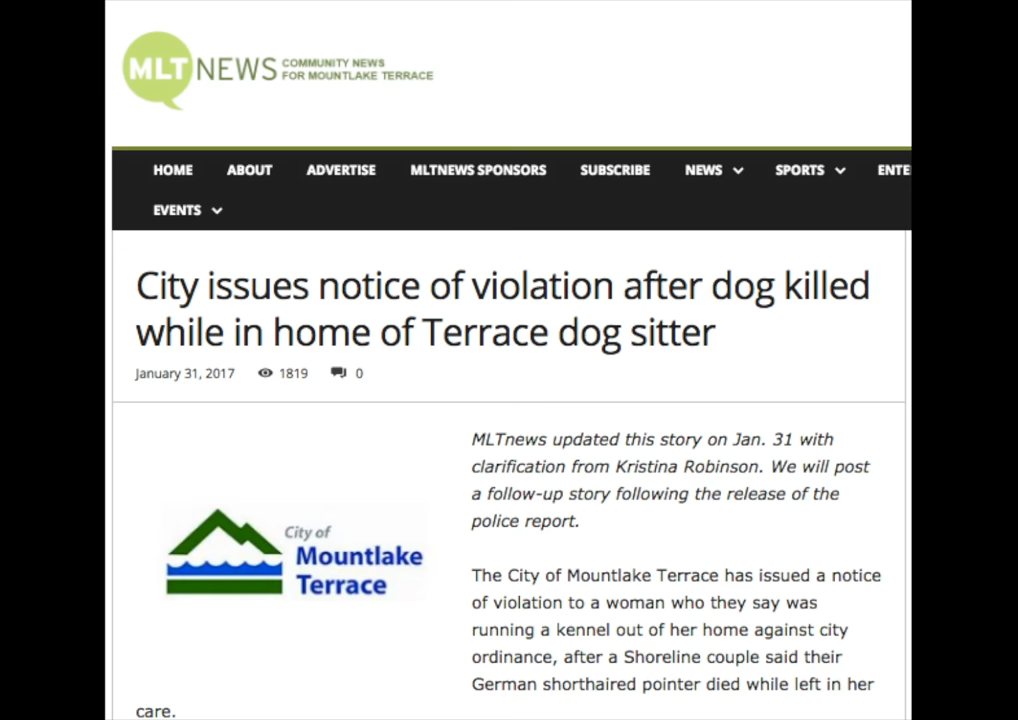 MLT NEWS COMMUNITY NEWS
FOR MOUNTLAKE TERRACE
HOME ABOUT ADVERTISE MLTNEWS SPONSORS SUBSCRIBE NEWS SPORTS ENTE
EVENTS
City issues notice of violation after dog killed
while in home of Terrace dog sitter
January 31, 2017 1819 0
MLTnews updated this story on Jan. 31 with
clarification from Kristina Robinson. We will post
a follow-up story following the release of the
police report.
City of
Mountlake
Terrace
The City of Mountlake Terrace has issued a notice
of violation to a woman who they say was
running a kennel out of her home against city
ordinance, after a Shoreline couple said their
German shorthaired pointer died while left in her
care.